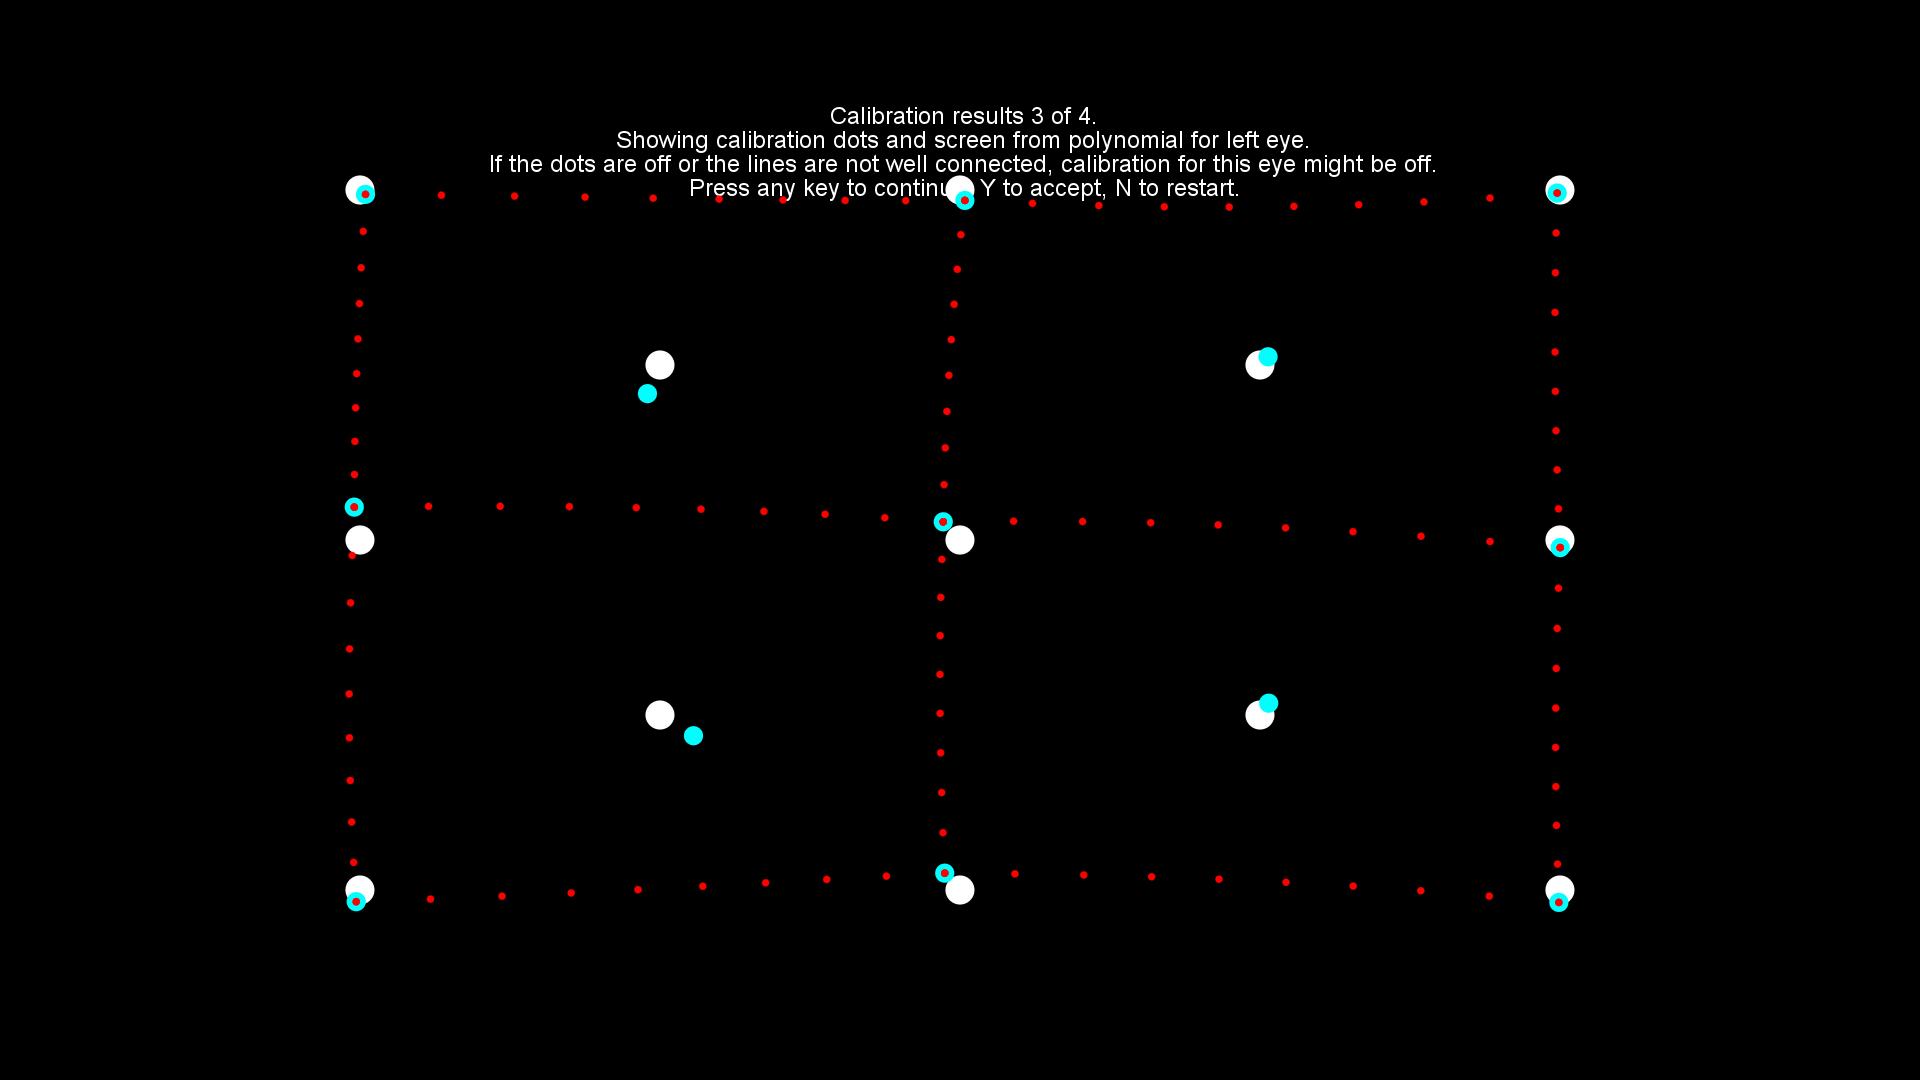 Calibration results 3 of 4.
Showing calibration dots and screen from polynomial for left eye.
If the dots are off or the lines are not well connected, calibration for this eye might be off.
Press any key to continue, Y to accept, N to restart.